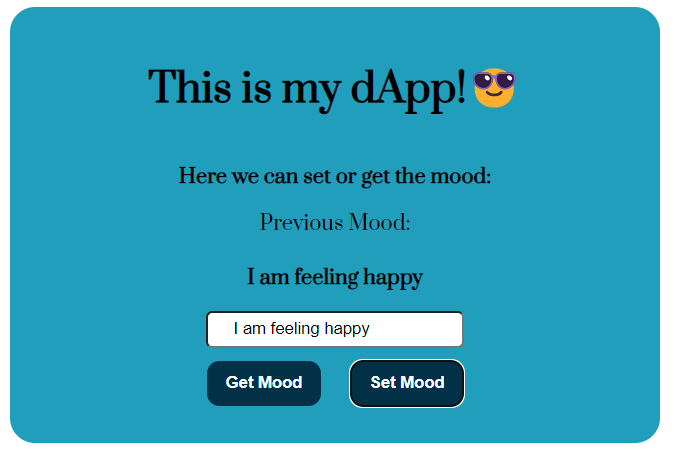 This is my dApp!😎
Here we can set or get the mood:
Previous Mood:
I am feeling happy
I am feeling happy
Get Mood Set Mood